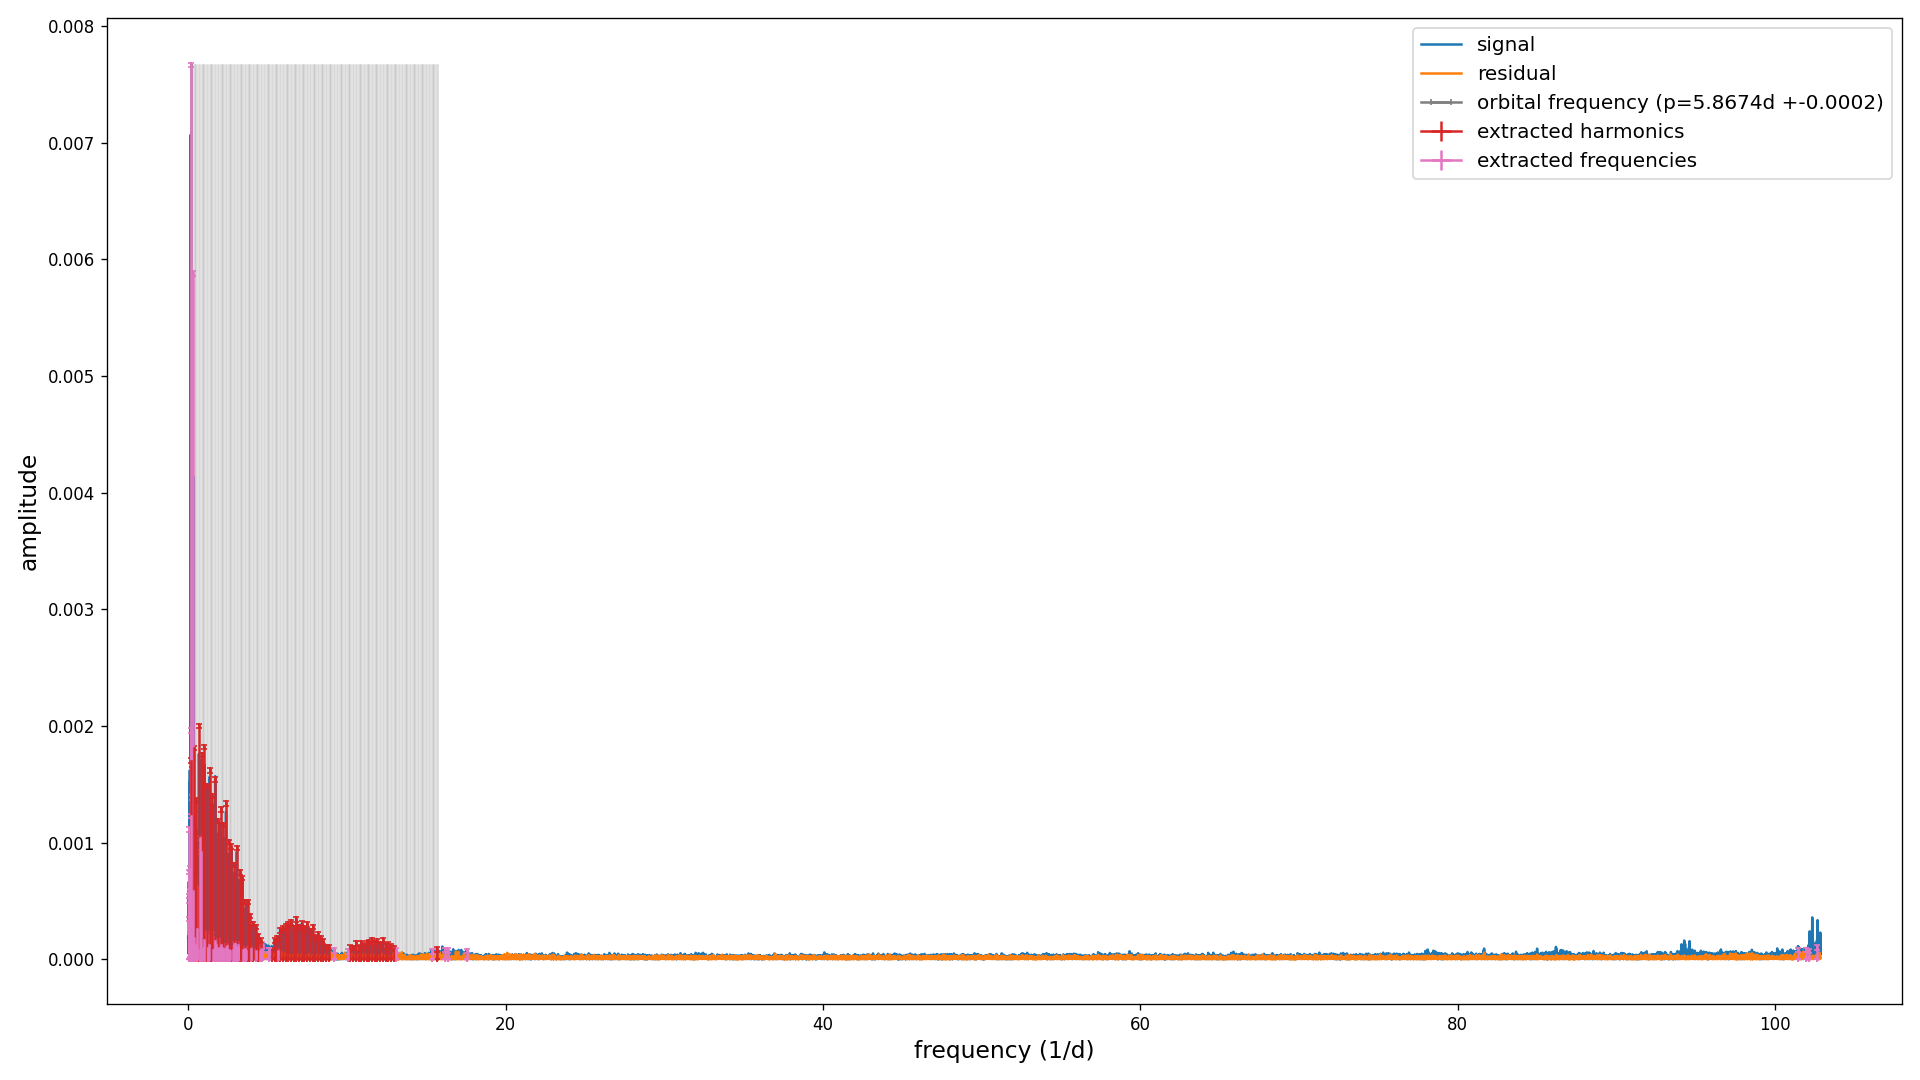 0.008
0.007
0.006
0.005
0.004
0.003
0.002
0.001
0.000
amplitude
0
20
40
60
80
100
frequency (1/d)
signal
residual
orbital frequency (p=5.8674d +-0.0002)
extracted harmonics
extracted frequencies